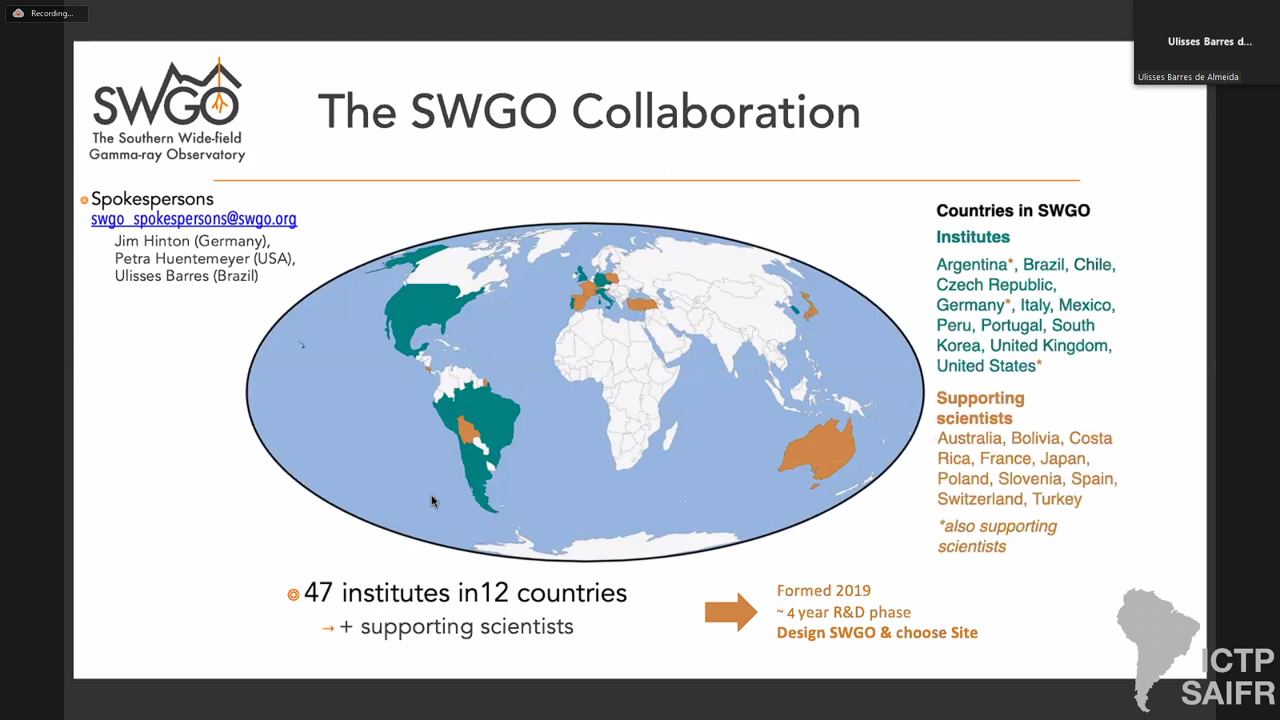 Recording...
Ulisses Barres d...
Ulisses Barres de Almeida
SWGO
The Southern Wide-field
Gamma-ray Observatory
The SWGO Collaboration
Spokespersons
swgo_spokespersons@swgo.org
Jim Hinton (Germany),
Petra Huentemeyer (USA),
Ulisses Barres (Brazil)
Countries in SWGO
Institutes
Argentina*, Brazil, Chile,
Czech Republic,
Germany*, Italy, Mexico,
Peru, Portugal, South
Korea, United Kingdom,
United States*
Supporting
scientists
Australia, Bolivia, Costa
Rica, France, Japan,
Poland, Slovenia, Spain,
Switzerland, Turkey
*also supporting
scientists
47 institutes in12 countries
→ + supporting scientists
Formed 2019
~ 4 year R&D phase
Design SWGO & choose Site
ICTP
SAIFR